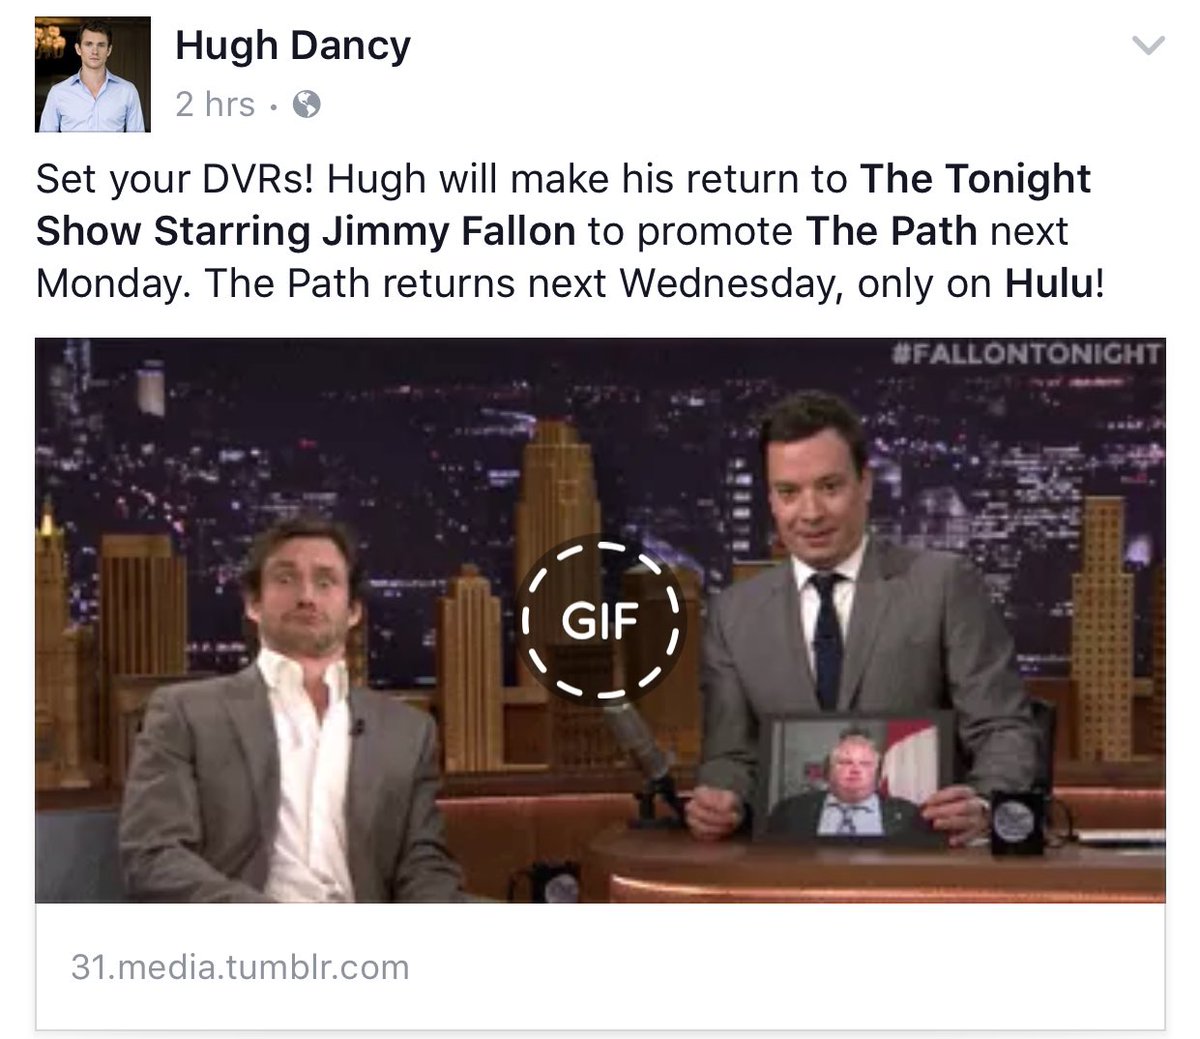 Hugh Dancy
2 hrs ·
Set your DVRs! Hugh will make his return to The Tonight
Show Starring Jimmy Fallon to promote The Path next
Monday. The Path returns next Wednesday, only on Hulu!
#FALLONTONIGHT
GIF
31.media.tumblr.com